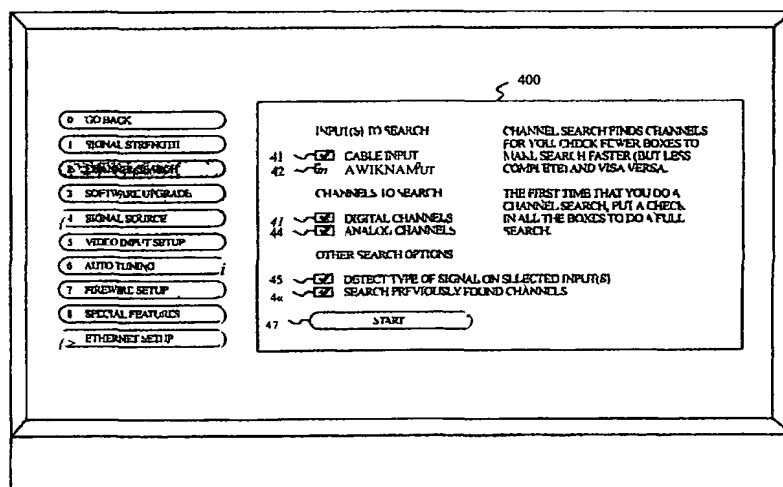 400
0 GO BACK
1 SIGNAL STRENGTH
2 CHANNEL SEARCH
3 SOFTWARE UPGRADE
4 SIGNAL SOURCE
5 VIDEO INPUT SETUP
6 AUTO TUNING
7 FIREWIRE SETUP
8 SPECIAL FEATURES
ETHERNET SETUP
INPUT(S) TO SEARCH
41 CABLE INPUT
42
CHANNELS TO SEARCH
DIGITAL CHANNELS
44 ANALOG CHANNELS
OTHER SEARCH OPTIONS
45 DETECT TYPE OF SIGNAL ON SELECTED INPUT(S)
SEARCH PREVIOUSLY FOUND CHANNELS
47 START
CHANNEL SEARCH FINDS CHANNELS
FOR YOU. CHECK FEWER BOXES TO
MAKE SEARCH FASTER (BUT LESS
COMPLETE) AND VISA VERSA.
THE FIRST TIME THAT YOU DO A
CHANNEL SEARCH, PUT A CHECK
IN ALL THE BOXES TO DO A FULL
SEARCH.